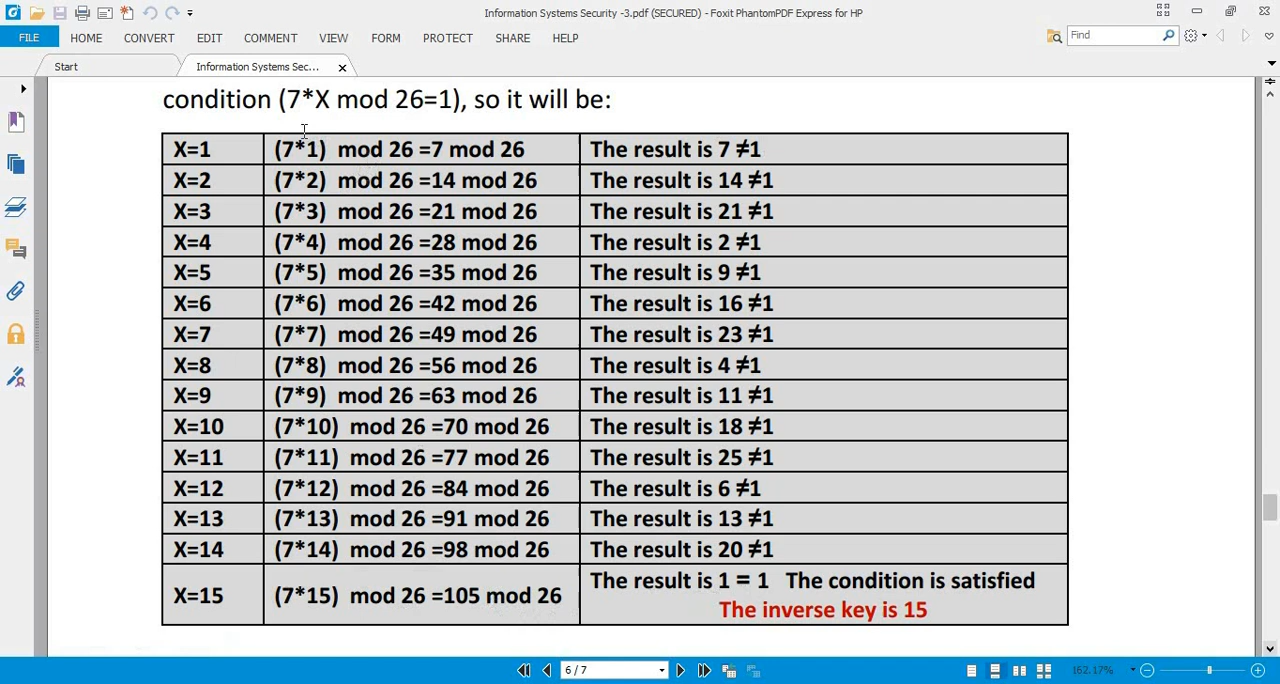 Information Systems Security -3.pdf (SECURED) - Foxit PhantomPDF Express for HP
FILE HOME CONVERT EDIT COMMENT VIEW FORM PROTECT SHARE HELP Find
Start Information Systems Sec...
condition (7*X mod 26=1), so it will be:
X=1 (7*1) mod 26 =7 mod 26 The result is 7 ≠1
X=2 (7*2) mod 26 =14 mod 26 The result is 14 ≠1
X=3 (7*3) mod 26 =21 mod 26 The result is 21 ≠1
X=4 (7*4) mod 26 =28 mod 26 The result is 2 ≠1
X=5 (7*5) mod 26 =35 mod 26 The result is 9 ≠1
X=6 (7*6) mod 26 =42 mod 26 The result is 16 ≠1
X=7 (7*7) mod 26 =49 mod 26 The result is 23 ≠1
X=8 (7*8) mod 26 =56 mod 26 The result is 4 ≠1
X=9 (7*9) mod 26 =63 mod 26 The result is 11 ≠1
X=10 (7*10) mod 26 =70 mod 26 The result is 18 ≠1
X=11 (7*11) mod 26 =77 mod 26 The result is 25 ≠1
X=12 (7*12) mod 26 =84 mod 26 The result is 6 ≠1
X=13 (7*13) mod 26 =91 mod 26 The result is 13 ≠1
X=14 (7*14) mod 26 =98 mod 26 The result is 20 ≠1
X=15 (7*15) mod 26 =105 mod 26 The result is 1 = 1 The condition is satisfied
The inverse key is 15
6 / 7 162.17%